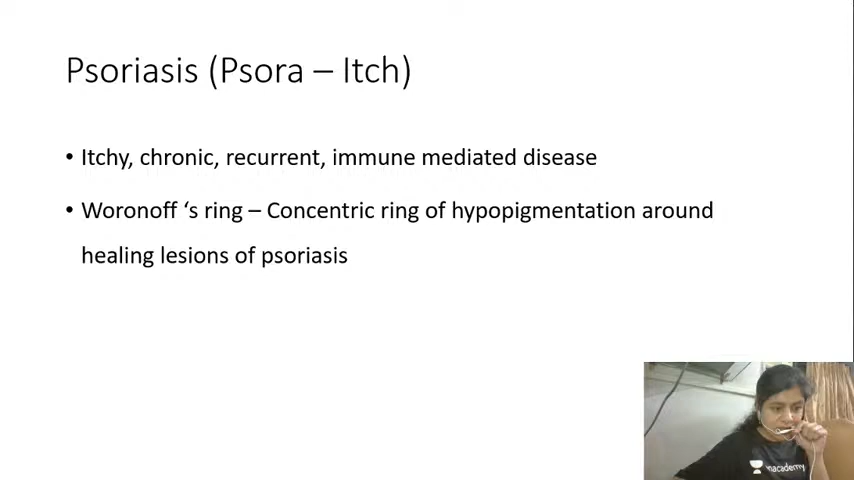 Psoriasis (Psora – Itch)
• Itchy, chronic, recurrent, immune mediated disease
• Woronoff ‘s ring – Concentric ring of hypopigmentation around
healing lesions of psoriasis
unacademy